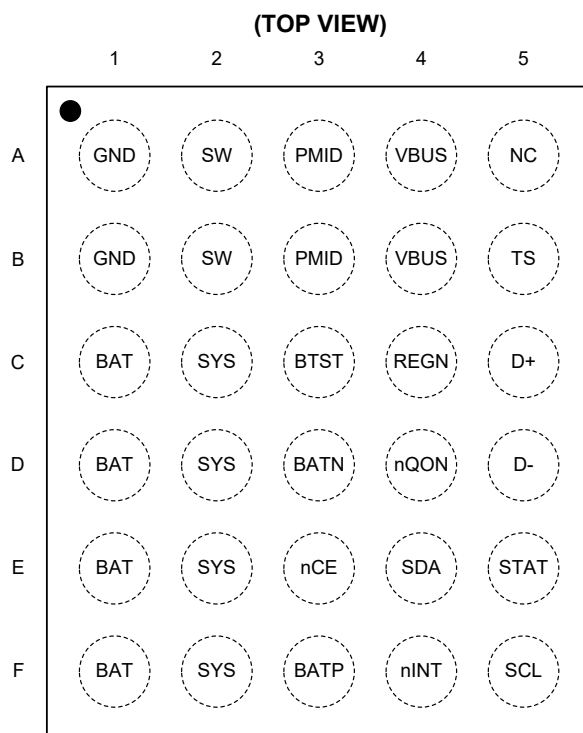 (TOP VIEW)
1 2 3 4 5
A GND SW PMID VBUS NC
B GND SW PMID VBUS TS
C BAT SYS BTST REGN D+
D BAT SYS BATN nQON D-
E BAT SYS nCE SDA STAT
F BAT SYS BATP nINT SCL